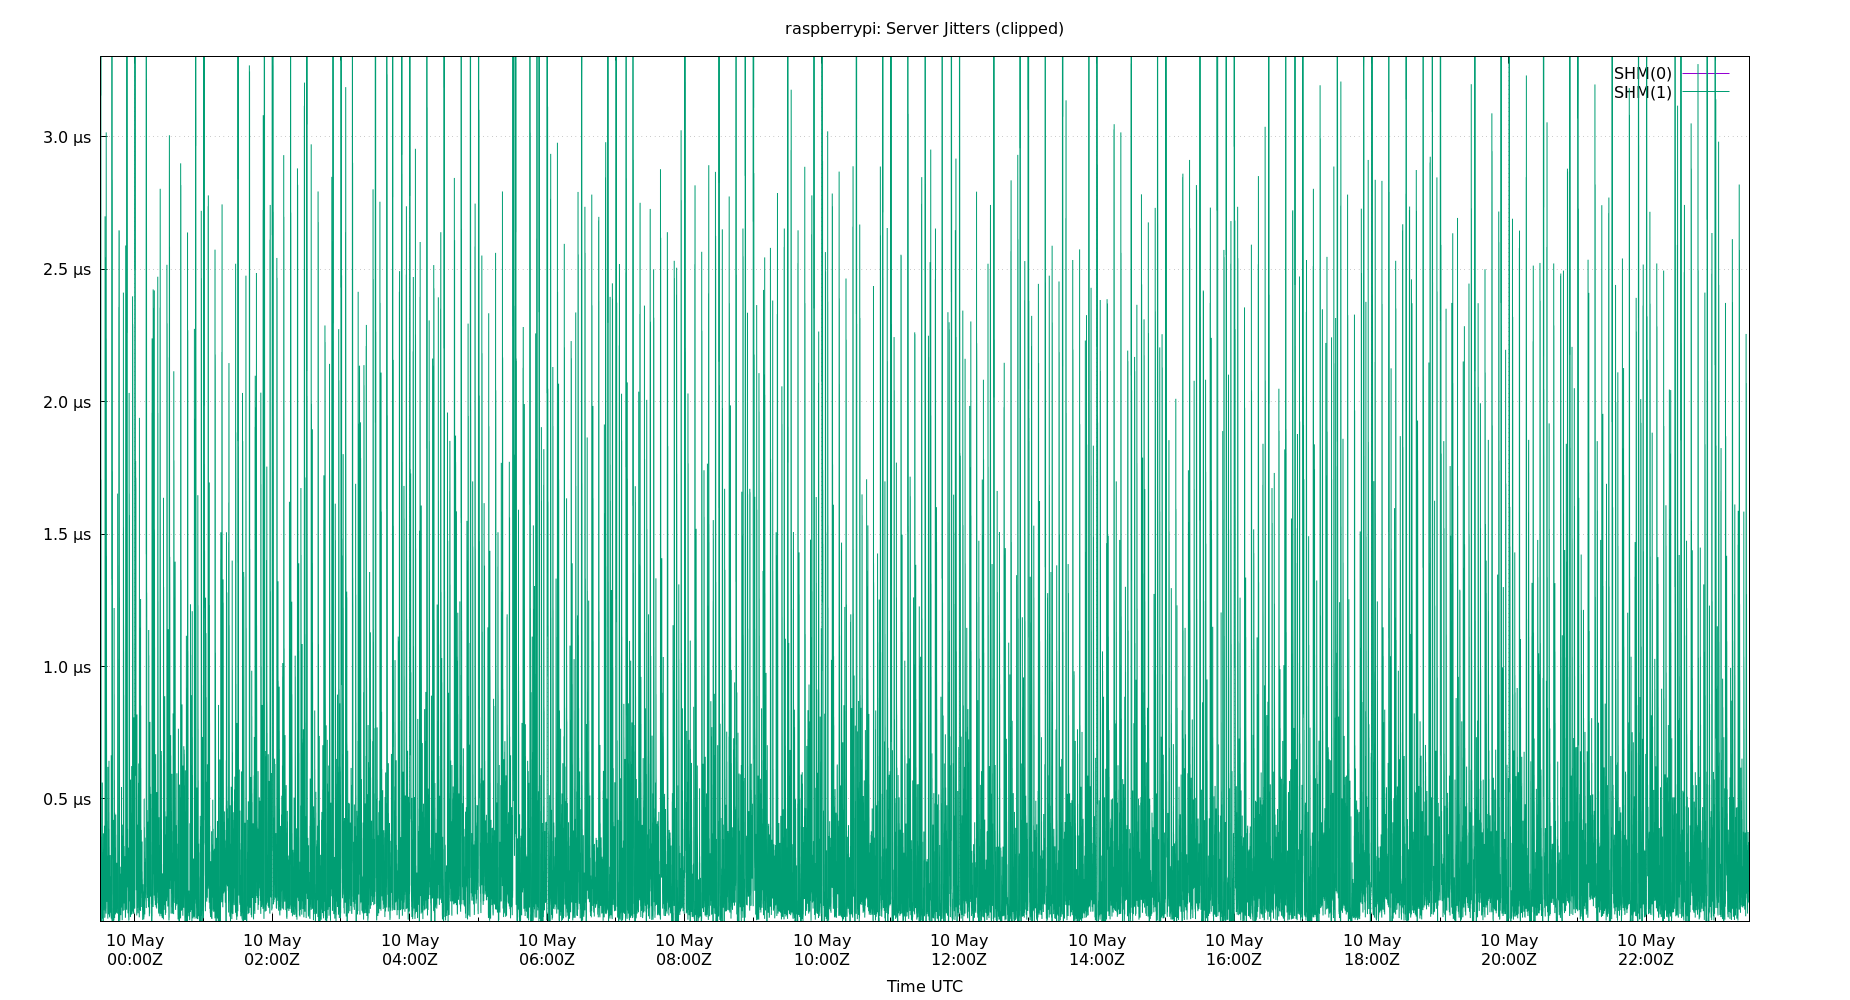 raspberrypi: Server Jitters (clipped)
SHM(0)
SHM(1)
3.0 µs
2.5 µs
2.0 µs
1.5 µs
1.0 µs
0.5 µs
10 May 10 May 10 May 10 May 10 May 10 May 10 May 10 May 10 May 10 May 10 May 10 May
00:00Z 02:00Z 04:00Z 06:00Z 08:00Z 10:00Z 12:00Z 14:00Z 16:00Z 18:00Z 20:00Z 22:00Z
Time UTC